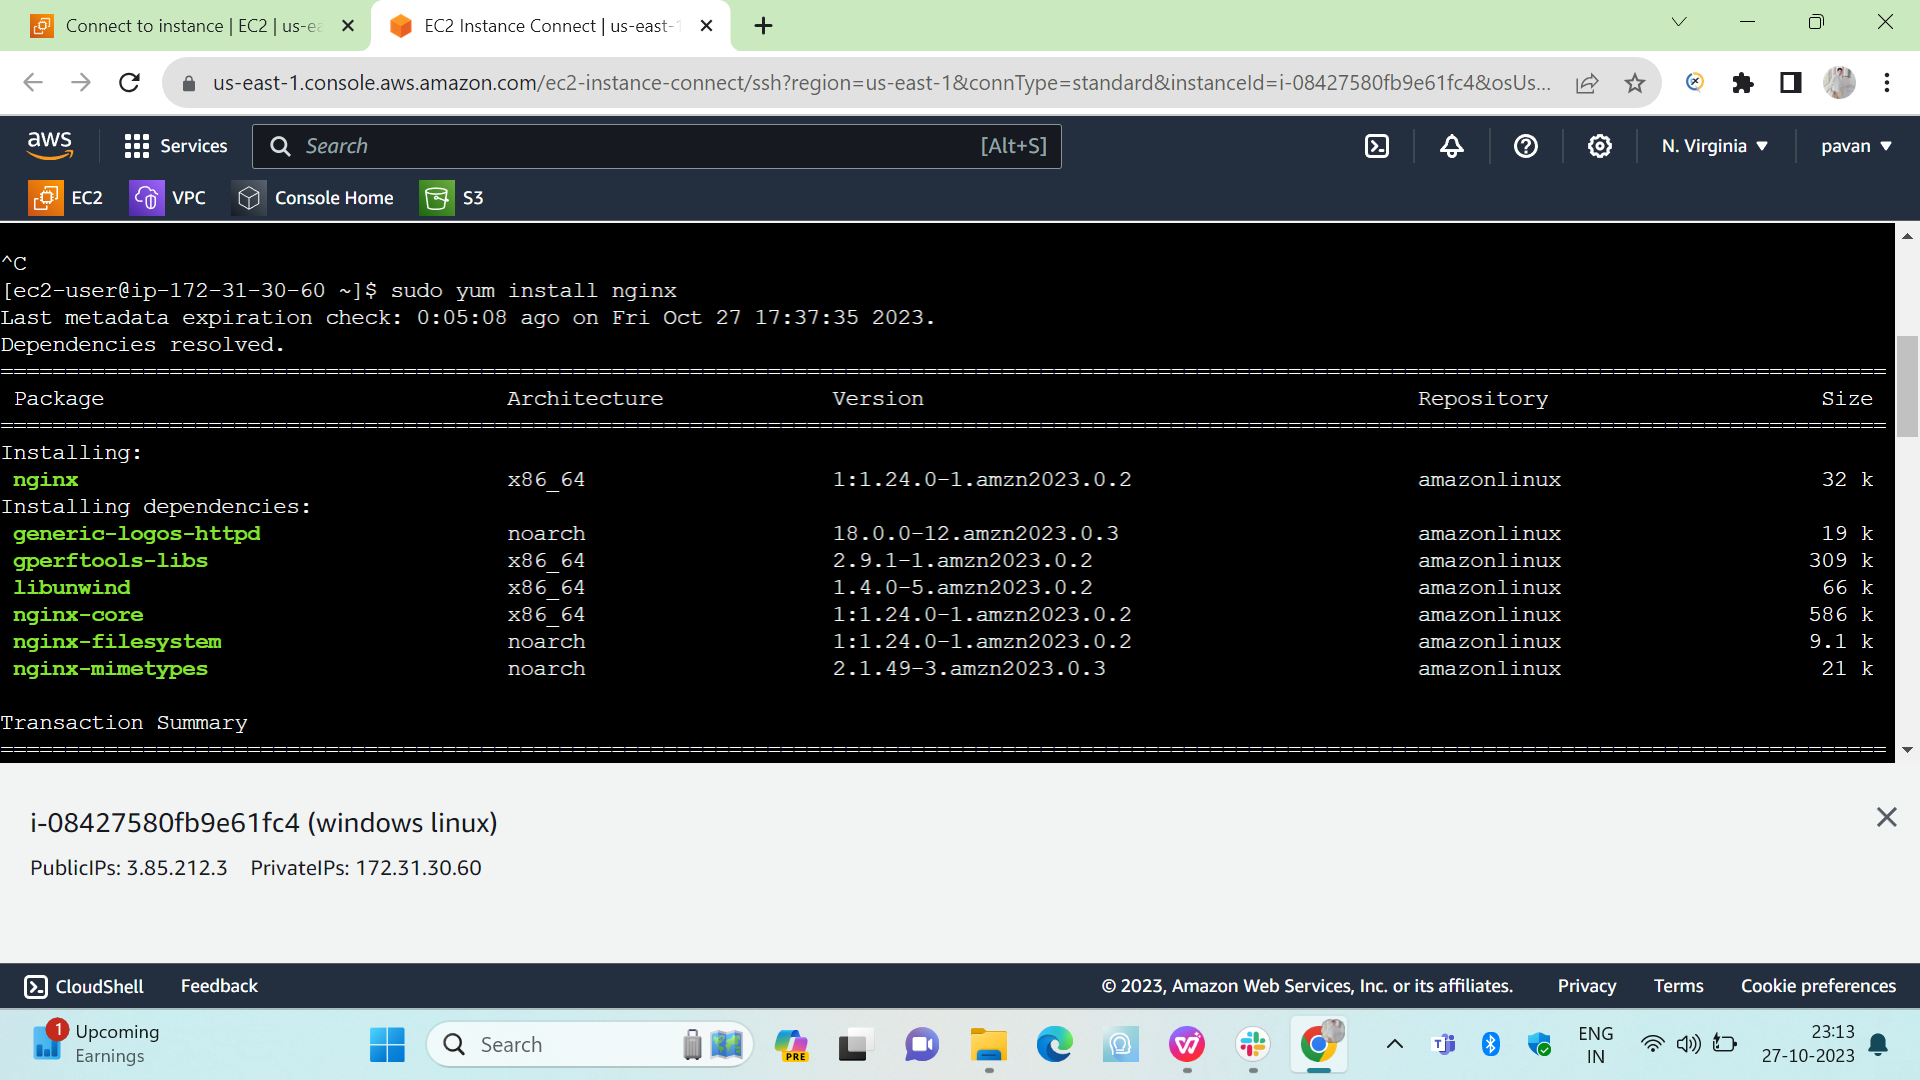 Connect to instance | EC2 | us-ea
EC2 Instance Connect | us-east-1
us-east-1.console.aws.amazon.com/ec2-instance-connect/ssh?region=us-east-1&connType=standard&instanceId=i-08427580fb9e61fc4&osUs...
aws
Services
Search
[Alt+S]
N. Virginia
pavan
EC2
VPC
Console Home
S3
^C
[ec2-user@ip-172-31-30-60 ~]$ sudo yum install nginx
Last metadata expiration check: 0:05:08 ago on Fri Oct 27 17:37:35 2023.
Dependencies resolved.
Package Architecture Version Repository Size
Installing:
nginx x86_64 1:1.24.0-1.amzn2023.0.2 amazonlinux 32 k
Installing dependencies:
generic-logos-httpd noarch 18.0.0-12.amzn2023.0.3 amazonlinux 19 k
gperftools-libs x86_64 2.9.1-1.amzn2023.0.2 amazonlinux 309 k
libunwind x86_64 1.4.0-5.amzn2023.0.2 amazonlinux 66 k
nginx-core x86_64 1:1.24.0-1.amzn2023.0.2 amazonlinux 586 k
nginx-filesystem noarch 1:1.24.0-1.amzn2023.0.2 amazonlinux 9.1 k
nginx-mimetypes noarch 2.1.49-3.amzn2023.0.3 amazonlinux 21 k
Transaction Summary
i-08427580fb9e61fc4 (windows linux)
PublicIPs: 3.85.212.3 PrivateIPs: 172.31.30.60
CloudShell
Feedback
© 2023, Amazon Web Services, Inc. or its affiliates.
Privacy
Terms
Cookie preferences
1
Upcoming
Earnings
Search
PRE
ENG
IN
23:13
27-10-2023